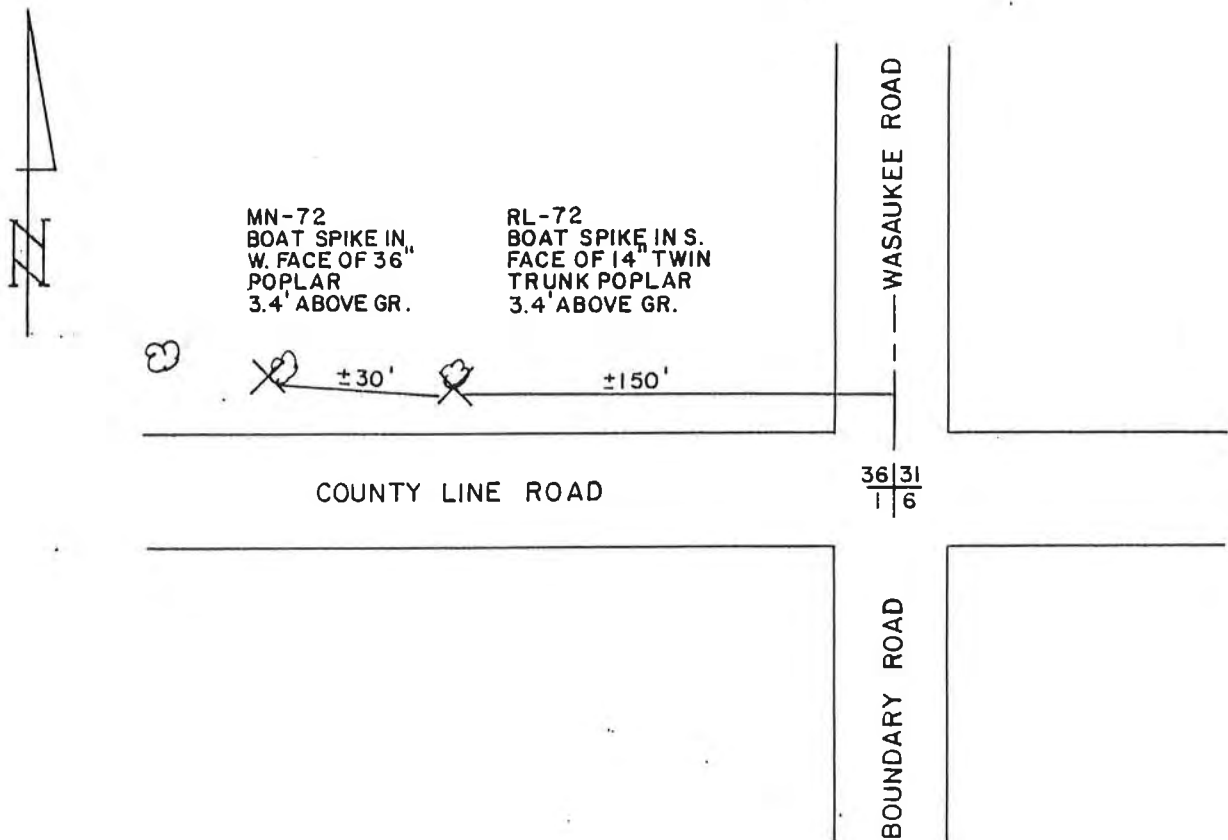 N
MN-72
BOAT SPIKE IN
W. FACE OF 36"
POPLAR
3.4' ABOVE GR.
RL-72
BOAT SPIKE IN S.
FACE OF 14" TWIN
TRUNK POPLAR
3.4' ABOVE GR.
WASAUKEE ROAD
±30'
±150'
COUNTY LINE ROAD
36|31
1|6
BOUNDARY ROAD